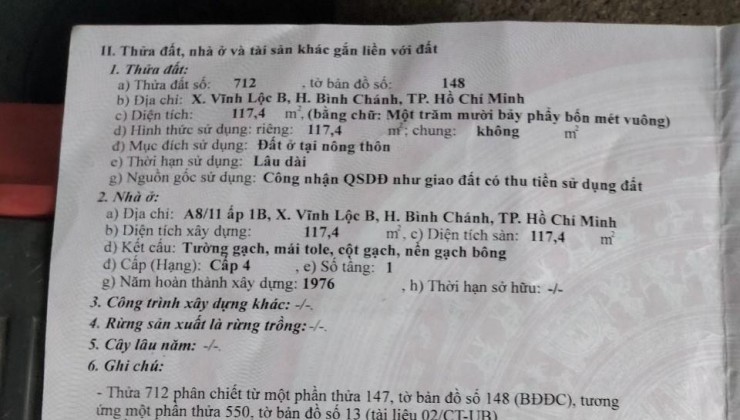 II. Thửa đất, nhà ở và tài sản khác gắn liền với đất
1. Thửa đất:
a) Thửa đất số: 712 , tờ bản đồ số: 148
b) Địa chỉ: X. Vĩnh Lộc B, H. Bình Chánh, TP. Hồ Chí Minh
c) Diện tích: 117,4 m², (bằng chữ: Một trăm mười bảy phẩy bốn mét vuông)
d) Hình thức sử dụng: riêng: 117,4 m²; chung: không m²
đ) Mục đích sử dụng: Đất ở tại nông thôn
e) Thời hạn sử dụng: Lâu dài
g) Nguồn gốc sử dụng: Công nhận QSDĐ như giao đất có thu tiền sử dụng đất
2. Nhà ở:
a) Địa chỉ: A8/11 ấp 1B, X. Vĩnh Lộc B, H. Bình Chánh, TP. Hồ Chí Minh
b) Diện tích xây dựng: 117,4 m², c) Diện tích sàn: 117,4 m²
d) Kết cấu: Tường gạch, mái tole, cột gạch, nền gạch bông
đ) Cấp (Hạng): Cấp 4 , e) Số tầng: 1
g) Năm hoàn thành xây dựng: 1976 , h) Thời hạn sở hữu: -/-
3. Công trình xây dựng khác: -/-.
4. Rừng sản xuất là rừng trồng: -/-.
5. Cây lâu năm: -/-.
6. Ghi chú:
- Thửa 712 phân chiết từ một phần thửa 147, tờ bản đồ số 148 (BĐĐC), tương
ứng một phần thửa 550, tờ bản đồ số 13 (tài liệu 02/CT-UB)